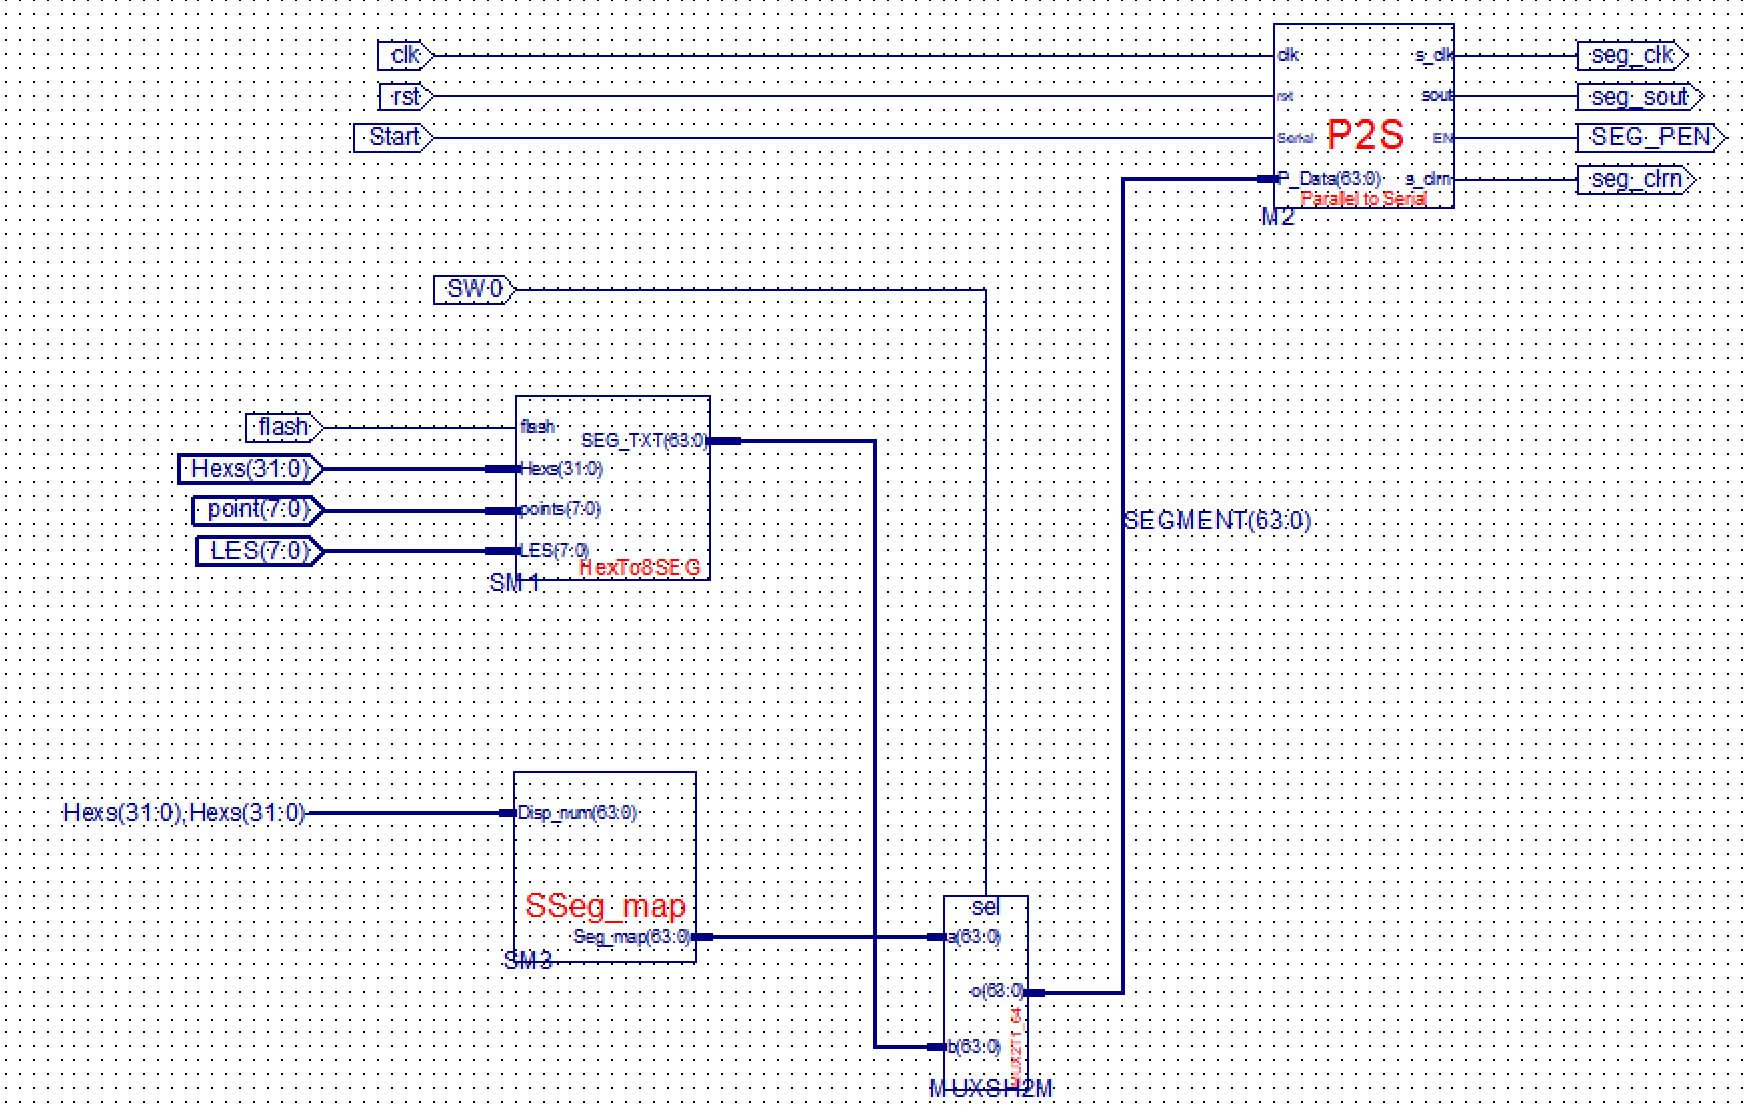 clk
rst
Start
clk
rst
Serial
P_Data(63:0)
P2S
Parallel to Serial
s_clk
sout
EN
s_clrn
M2
seg_clk
seg_sout
SEG_PEN
seg_clrn
SW0
flash
Hexs(31:0)
point(7:0)
LES(7:0)
flash
SEG_TXT(63:0)
Hexs(31:0)
points(7:0)
LES(7:0)
HexTo8SEG
SM1
SEGMENT(63:0)
Hexs(31:0),Hexs(31:0)
Disp_num(63:0)
SSeg_map
Seg_map(63:0)
SM3
sel
a(63:0)
o(63:0)
b(63:0)
MUX2T1_64
MUXSH2M